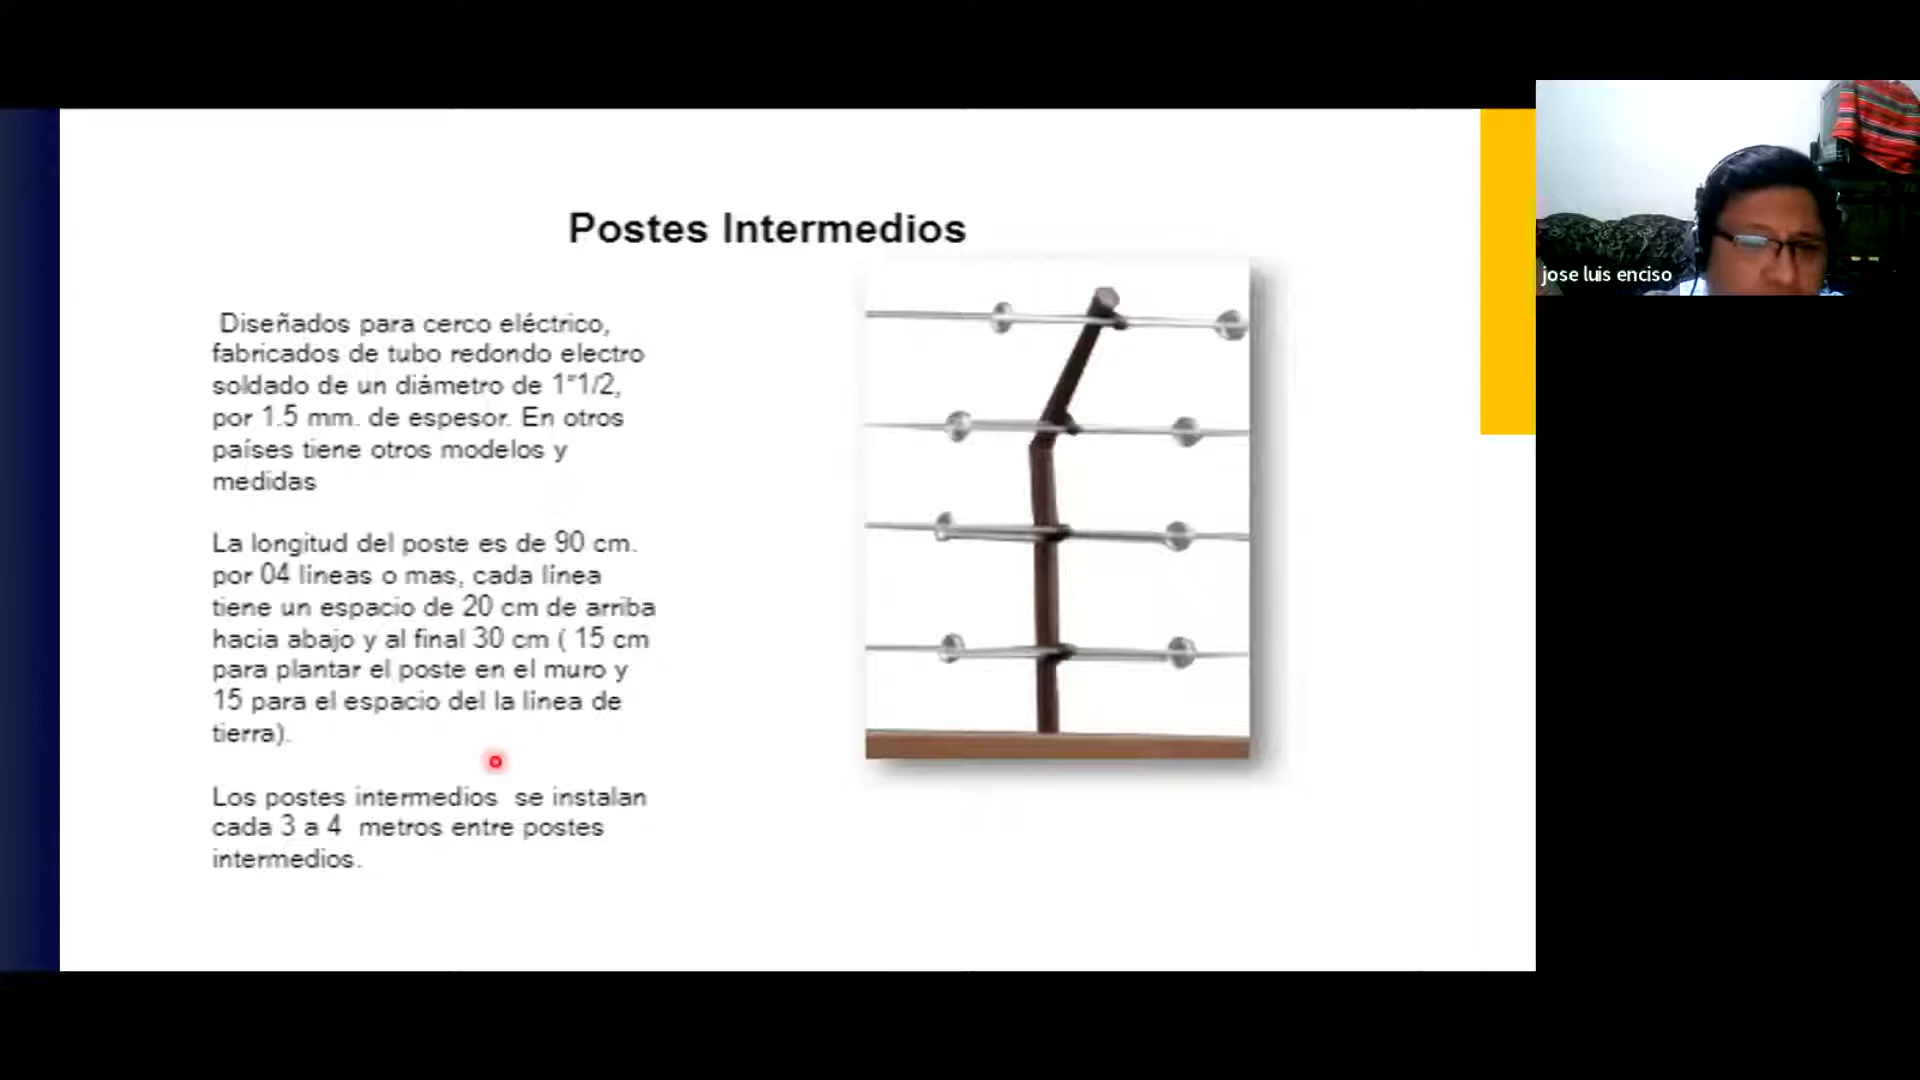 Postes Intermedios
Diseñados para cerco eléctrico,
fabricados de tubo redondo electro
soldado de un diámetro de 1"1/2,
por 1.5 mm. de espesor. En otros
países tiene otros modelos y
medidas
La longitud del poste es de 90 cm.
por 04 líneas o mas, cada línea
tiene un espacio de 20 cm de arriba
hacia abajo y al final 30 cm ( 15 cm
para plantar el poste en el muro y
15 para el espacio del la línea de
tierra).
Los postes intermedios se instalan
cada 3 a 4 metros entre postes
intermedios.
jose luis enciso